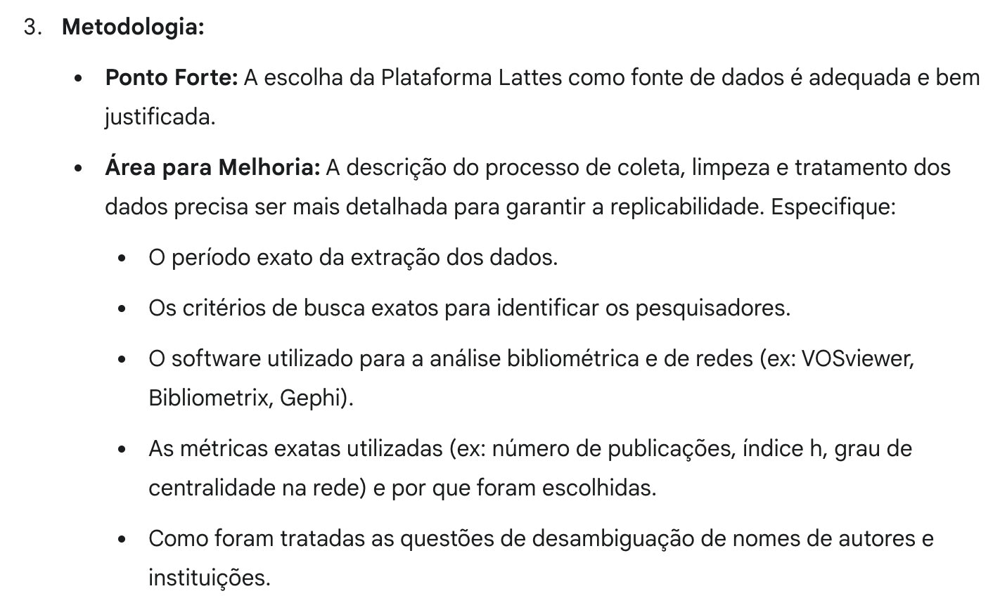 3. Metodologia:
• Ponto Forte: A escolha da Plataforma Lattes como fonte de dados é adequada e bem
justificada.
• Área para Melhoria: A descrição do processo de coleta, limpeza e tratamento dos
dados precisa ser mais detalhada para garantir a replicabilidade. Especifique:
• O período exato da extração dos dados.
• Os critérios de busca exatos para identificar os pesquisadores.
• O software utilizado para a análise bibliométrica e de redes (ex: VOSviewer,
Bibliometrix, Gephi).
• As métricas exatas utilizadas (ex: número de publicações, índice h, grau de
centralidade na rede) e por que foram escolhidas.
• Como foram tratadas as questões de desambiguação de nomes de autores e
instituições.